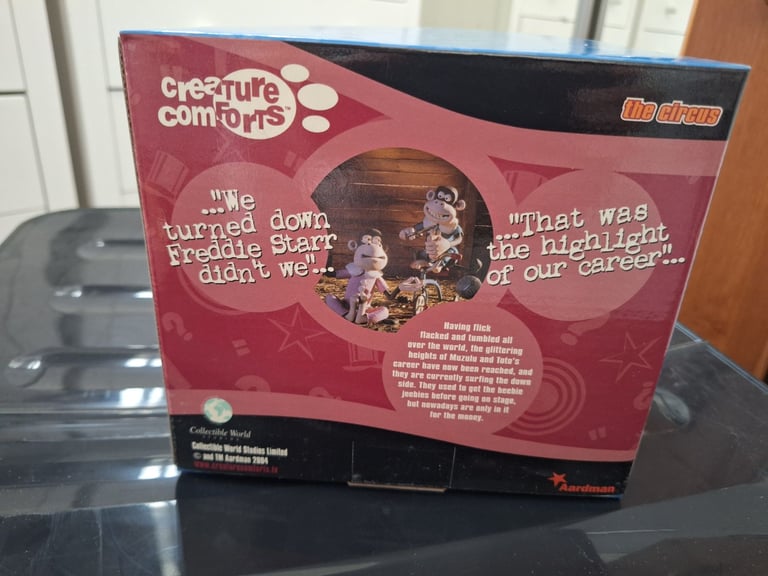 creature
comforts™
the circus
..."We
turned down
Freddie Starr
didn't we"...
..."That was
the highlight
of our career"...
Having flick
flacked and tumbled all
over the world, the glittering
heights of Muzulu and Toto's
career have now been reached, and
they are currently surfing the down
side. They used to get the heebie
jeebies before going on stage,
but nowadays are only in it
for the money.
Collectible World
STUDIOS
Collectible World Studios Limited
© and TM Aardman 2004
www.creaturecomforts.tv
Aardman